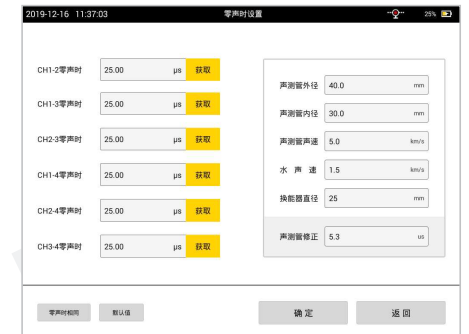 2019-12-16 11:37:03 零声时设置 25%
CH1-2零声时 25.00 μs 获取
CH1-3零声时 25.00 μs 获取
CH2-3零声时 25.00 μs 获取
CH1-4零声时 25.00 μs 获取
CH2-4零声时 25.00 μs 获取
CH3-4零声时 25.00 μs 获取
声测管外径 40.0 mm
声测管内径 30.0 mm
声测管声速 5.0 km/s
水 声 速 1.5 km/s
换能器直径 25 mm
声测管修正 5.3 us
零声时相同 默认值 确定 返回